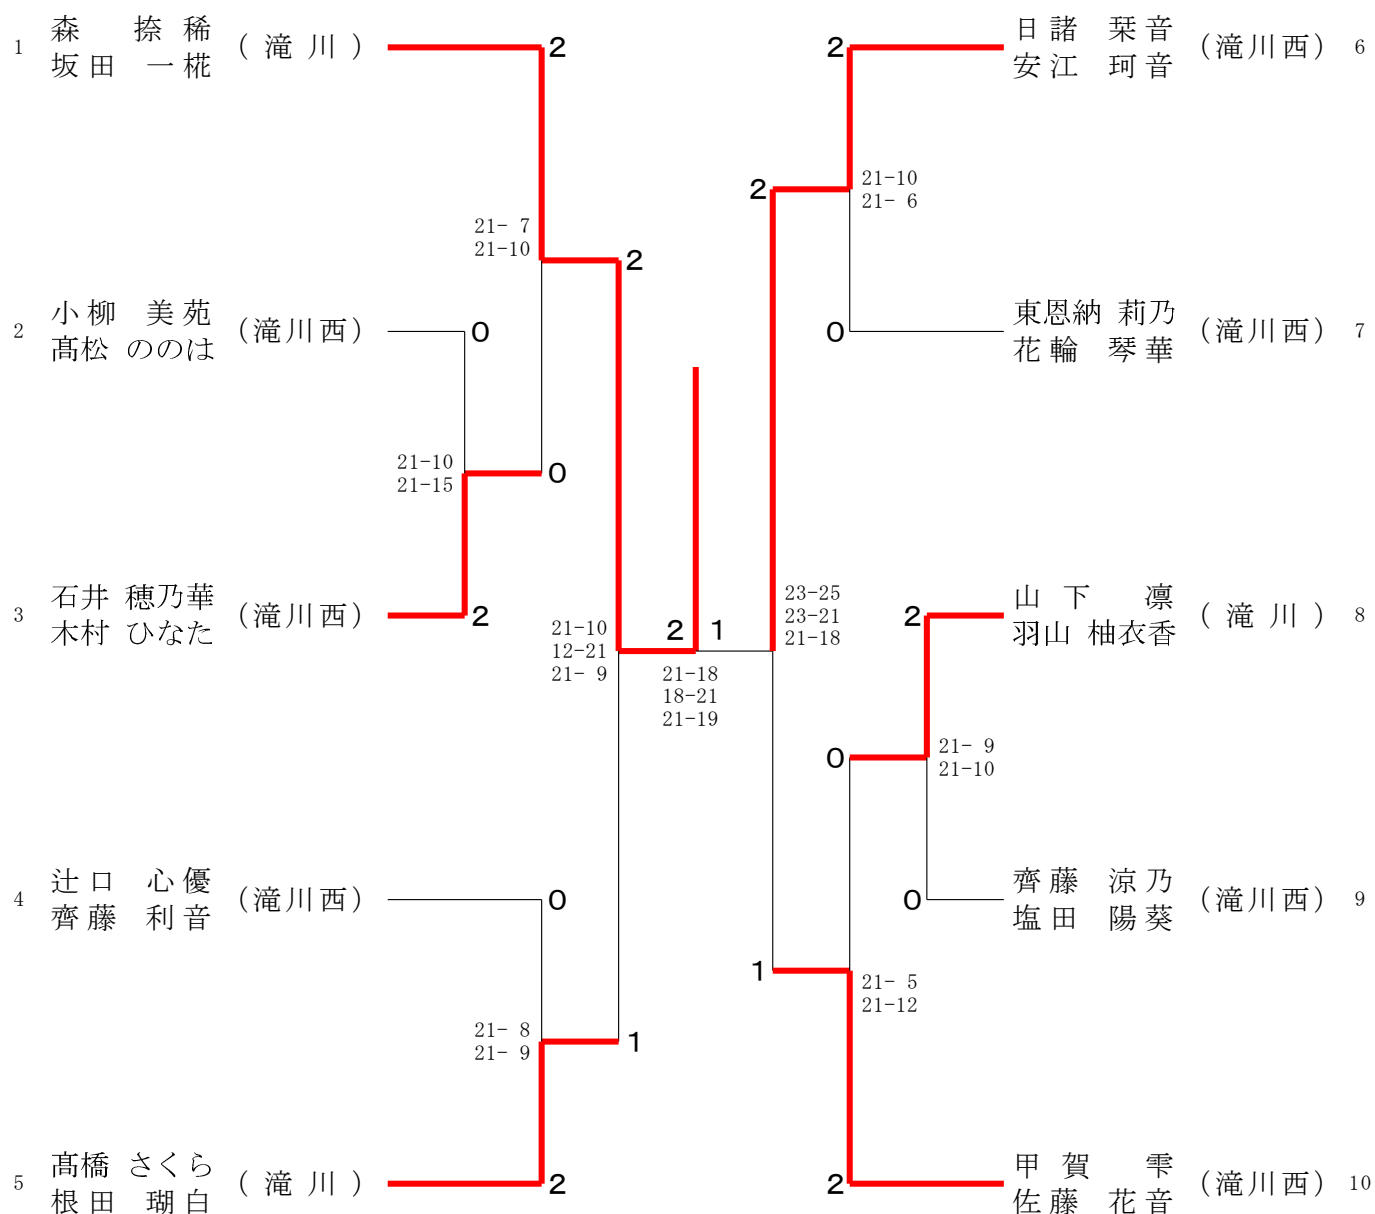 1 森 捺稀 (滝川) 2
坂田 一椛
21- 7
21-10
2
2 小柳 美苑 (滝川西) 0
髙松 ののは
21-10
21-15
0
3 石井 穂乃華 (滝川西) 2
木村 ひなた
21-10
12-21
21- 9
4 辻口 心優 (滝川西) 0
齊藤 利音
21- 8
21- 9
1
5 髙橋 さくら (滝川) 2
根田 瑚白
2 1
21-18
18-21
21-19
2 日諸 栞音 (滝川西) 6
安江 珂音
2
21-10
21- 6
0 東恩納 莉乃 (滝川西) 7
花輪 琴華
23-25
23-21
21-18
2 山下 凛 (滝川) 8
羽山 柚衣香
0
21- 9
21-10
0 齊藤 涼乃 (滝川西) 9
塩田 陽葵
1
21- 5
21-12
2 甲賀 雫 (滝川西) 10
佐藤 花音